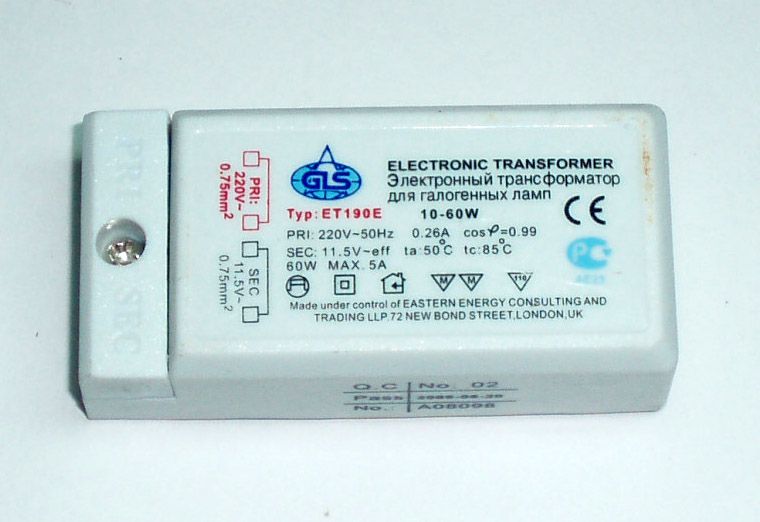 PRI
SEC
PRI:
220V~
0.75mm²
SEC
11.5V~
0.75mm²
GLS
Typ:ET190E
ELECTRONIC TRANSFORMER
Электронный трансформатор
для галогенных ламп
10-60W
PRI: 220V~50Hz 0.26A cosφ=0.99
SEC: 11.5V~eff ta:50°C tc:85°C
60W MAX. 5A
M M 110
Made under control of EASTERN ENERGY CONSULTING AND
TRADING LLP.72 NEW BOND STREET,LONDON,UK
CE
Q.C No. 02
Pass
No.: A08098